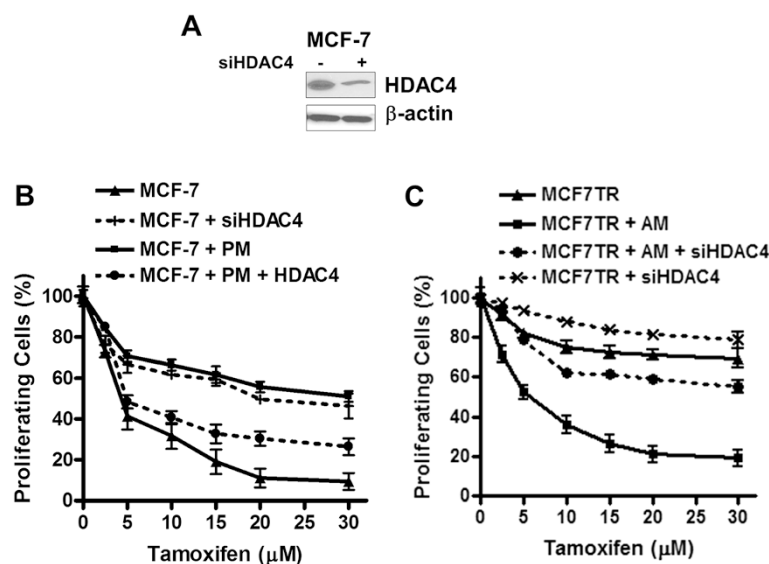 A
MCF-7
siHDAC4 - +
HDAC4
β-actin
B
MCF-7
MCF-7 + siHDAC4
MCF-7 + PM
MCF-7 + PM + HDAC4
Proliferating Cells (%)
100
80
60
40
20
0
0 5 10 15 20 25 30
Tamoxifen (μM)
C
MCF7TR
MCF7TR + AM
MCF7TR + AM + siHDAC4
MCF7TR + siHDAC4
Proliferating Cells (%)
100
80
60
40
20
0
0 5 10 15 20 25 30
Tamoxifen (μM)